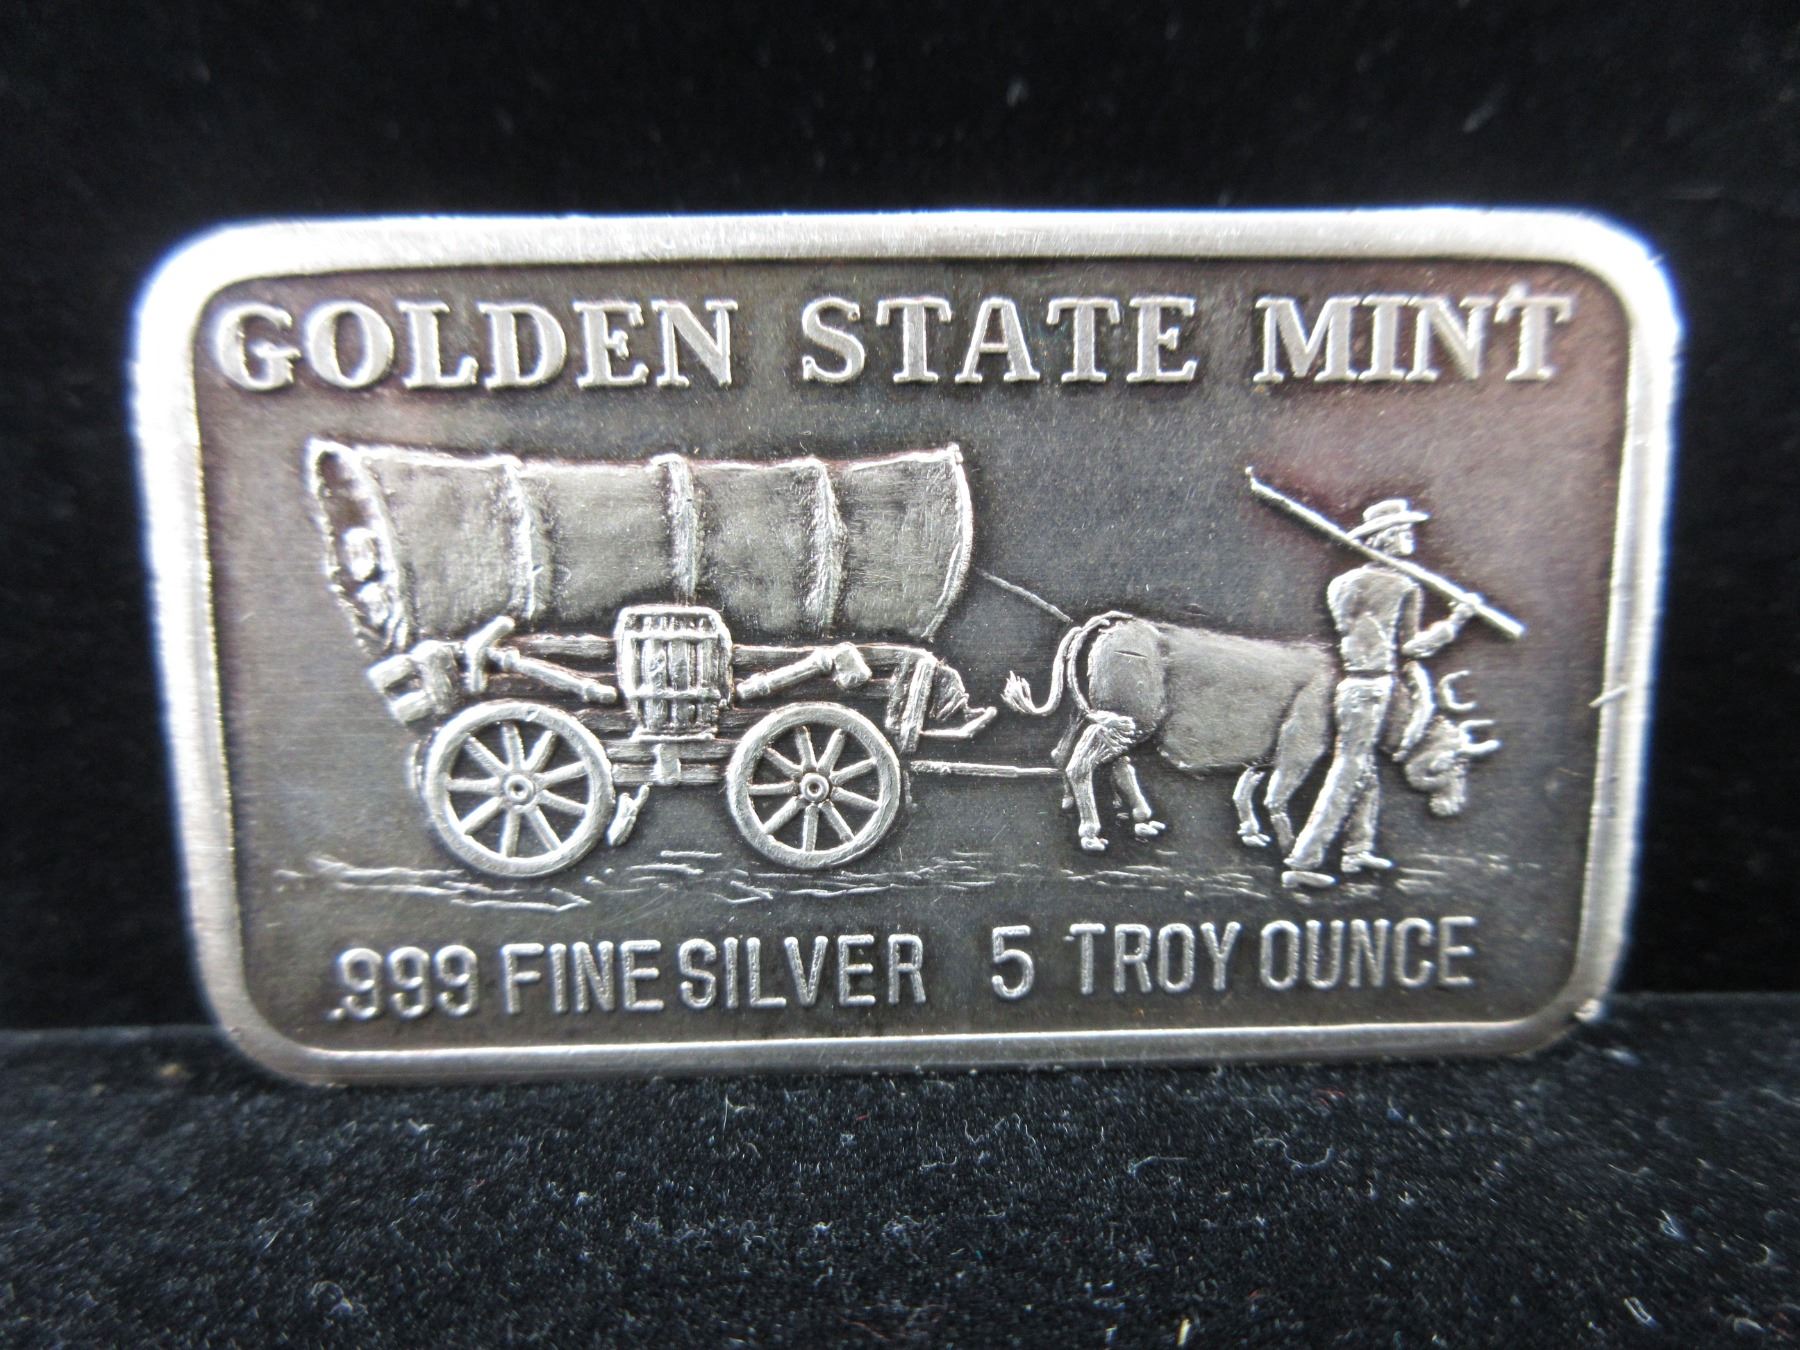 GOLDEN STATE MINT
.999 FINE SILVER 5 TROY OUNCE